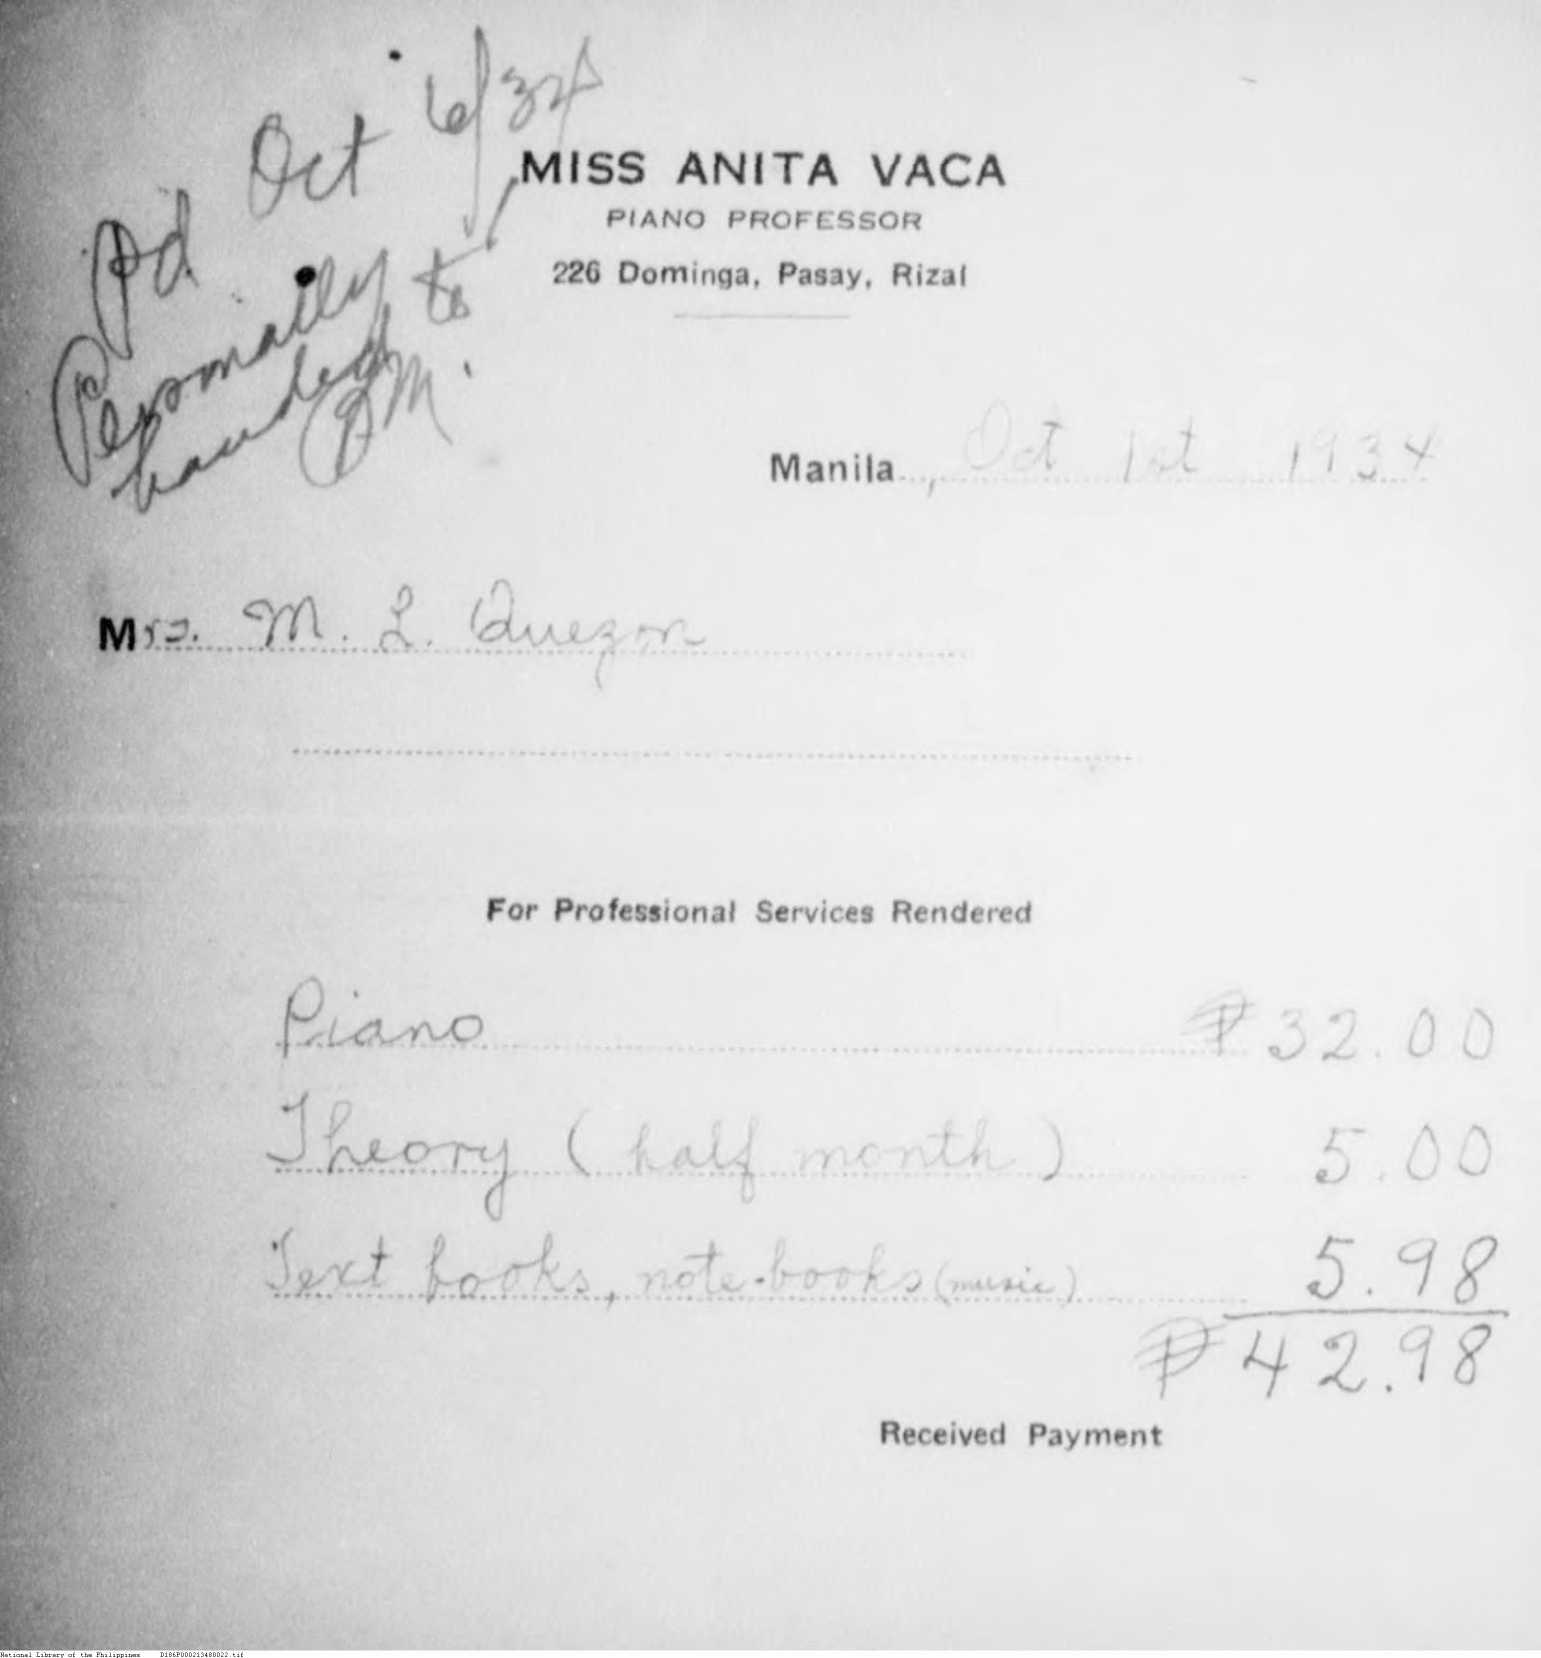 Pd. Oct 6/34
Personally
handed to
M.
MISS ANITA VACA
PIANO PROFESSOR
226 Dominga, Pasay, Rizal
Manila, Oct 1st 1934
Mrs. M. L. Quezon
For Professional Services Rendered
Piano ₱32.00
Theory (half month) 5.00
Text books, note-books (music) 5.98
₱42.98
Received Payment
National Library of the Philippines D186P000213488022.tif